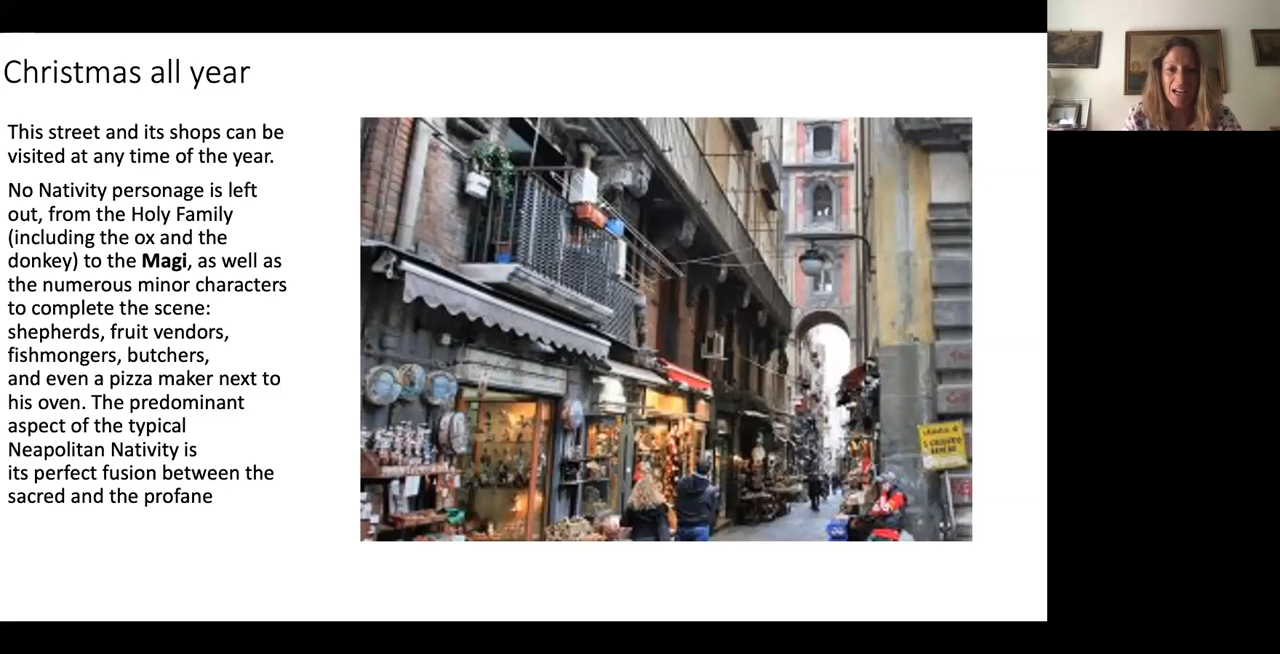 Christmas all year
This street and its shops can be
visited at any time of the year.
No Nativity personage is left
out, from the Holy Family
(including the ox and the
donkey) to the Magi, as well as
the numerous minor characters
to complete the scene:
shepherds, fruit vendors,
fishmongers, butchers,
and even a pizza maker next to
his oven. The predominant
aspect of the typical
Neapolitan Nativity is
its perfect fusion between the
sacred and the profane